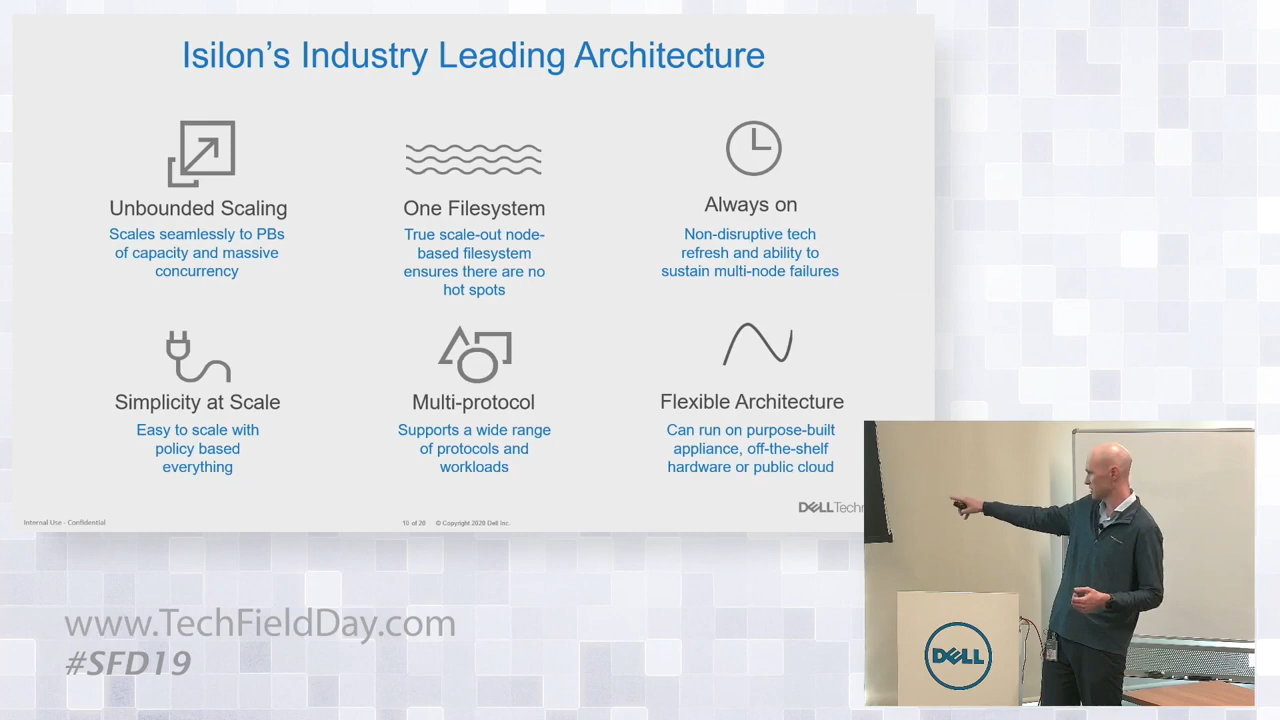 Isilon's Industry Leading Architecture
Unbounded Scaling
Scales seamlessly to PBs
of capacity and massive
concurrency
One Filesystem
True scale-out node-
based filesystem
ensures there are no
hot spots
Always on
Non-disruptive tech
refresh and ability to
sustain multi-node failures
Simplicity at Scale
Easy to scale with
policy based
everything
Multi-protocol
Supports a wide range
of protocols and
workloads
Flexible Architecture
Can run on purpose-built
appliance, off-the-shelf
hardware or public cloud
Internal Use - Confidential
10 of 20 © Copyright 2020 Dell Inc.
DELL Techn
www.TechFieldDay.com
#SFD19
DELL